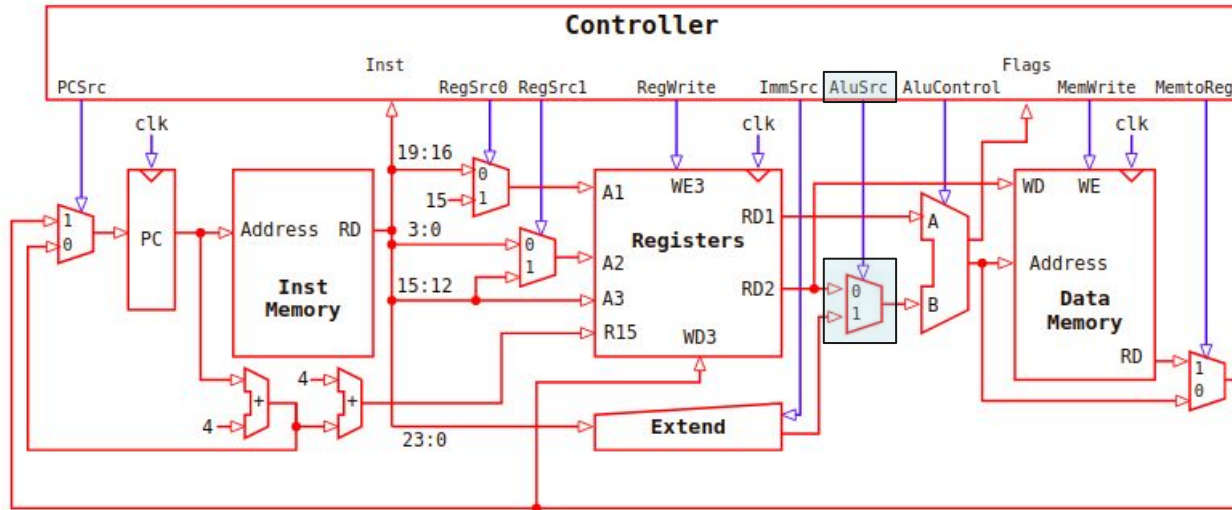 Controller
Inst Flags
PCSrc RegSrc0 RegSrc1 RegWrite ImmSrc AluSrc AluControl MemWrite MemtoReg
clk clk clk
19:16 0 WE3 WD WE
15 1 A1
1 3:0 RD1 A
0 PC Address RD 0 A2 Registers
1 Address
15:12 RD2 0
Inst A3 1 B Data
Memory R15 Memory
WD3
RD 1
4 0
+ +
4 Extend
23:0